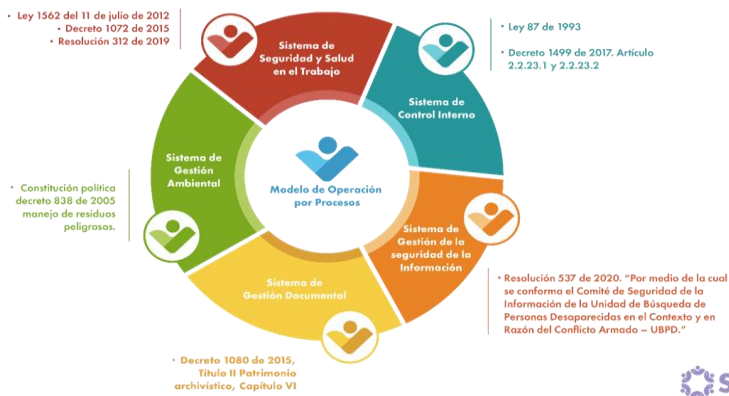 • Ley 1562 del 11 de julio de 2012
• Decreto 1072 de 2015
• Resolución 312 de 2019
Sistema de
Seguridad y Salud
en el Trabajo
• Ley 87 de 1993
• Decreto 1499 de 2017. Artículo
2.2.23.1 y 2.2.23.2
Sistema de
Control Interno
Sistema de
Gestión
Ambiental
• Constitución política
decreto 838 de 2005
manejo de residuos
peligrosos.
Modelo de Operación
por Procesos
Sistema de
Gestión de la
seguridad de la
Información
• Resolución 537 de 2020. “Por medio de la cual
se conforma el Comité de Seguridad de la
Información de la Unidad de Búsqueda de
Personas Desaparecidas en el Contexto y en
Razón del Conflicto Armado – UBPD.”
Sistema de
Gestión Documental
• Decreto 1080 de 2015,
Título II Patrimonio
archivístico, Capítulo VI
S